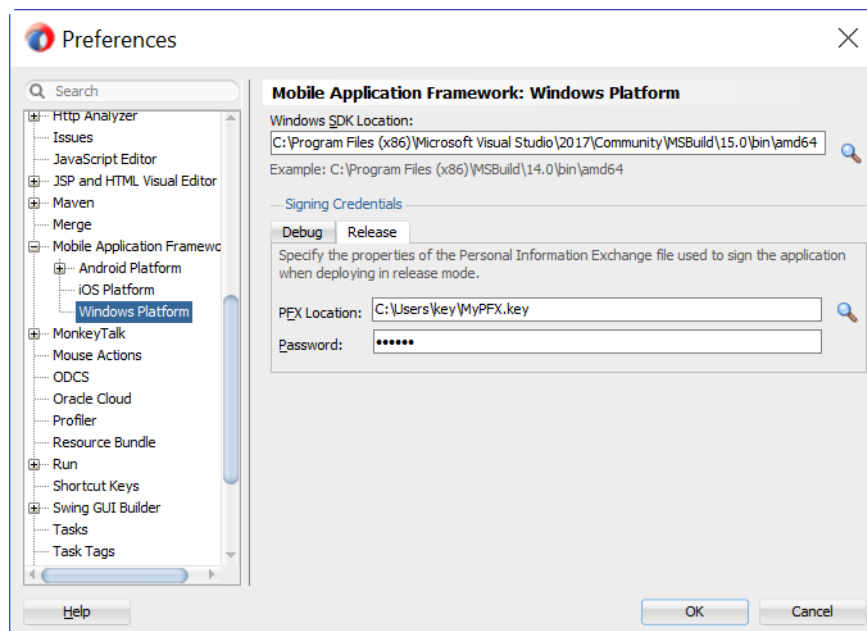 Preferences
Search
Http Analyzer
Issues
JavaScript Editor
JSP and HTML Visual Editor
Maven
Merge
Mobile Application Framewo
Android Platform
iOS Platform
Windows Platform
MonkeyTalk
Mouse Actions
ODCS
Oracle Cloud
Profiler
Resource Bundle
Run
Shortcut Keys
Swing GUI Builder
Tasks
Task Tags
Mobile Application Framework: Windows Platform
Windows SDK Location:
C:\Program Files (x86)\Microsoft Visual Studio\2017\Community\MSBuild\15.0\bin\amd64
Example: C:\Program Files (x86)\MSBuild\14.0\bin\amd64
Signing Credentials
Debug Release
Specify the properties of the Personal Information Exchange file used to sign the application
when deploying in release mode.
PFX Location: C:\Users\key\MyPFX.key
Password: ••••••
Help OK Cancel